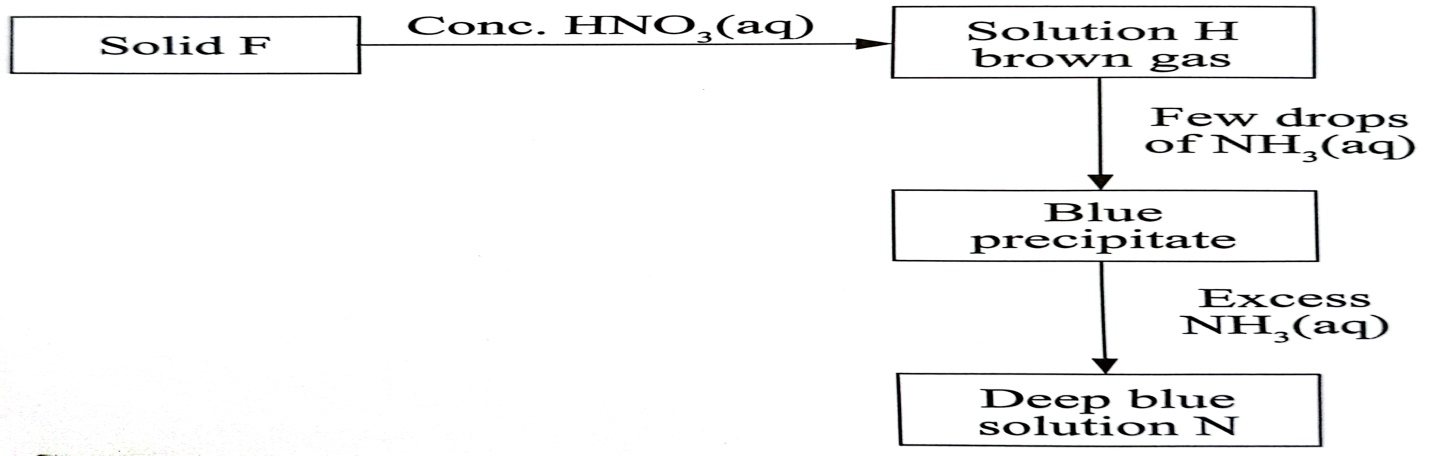 Solid F
Conc. HNO₃(aq)
Solution H
brown gas
Few drops
of NH₃(aq)
Blue
precipitate
Excess
NH₃(aq)
Deep blue
solution N